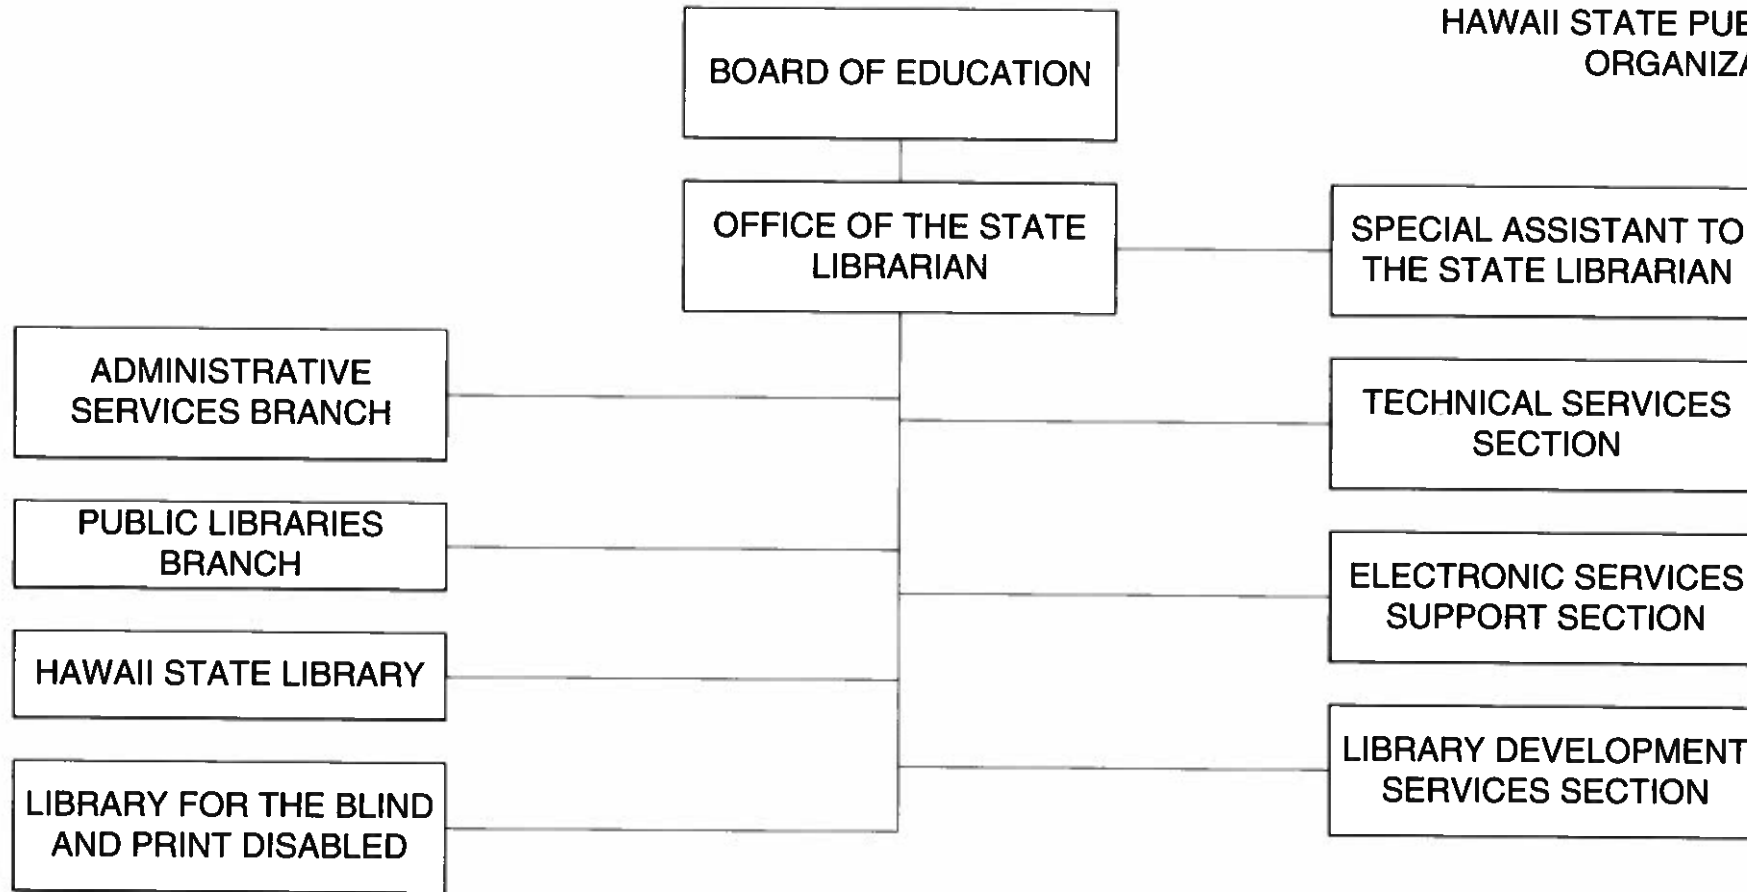 HAWAII STATE
BOARD OF EDUCATION
OFFICE OF THE STATE
LIBRARIAN
SPECIAL ASSISTANT TO
THE STATE LIBRARIAN
ADMINISTRATIVE
SERVICES BRANCH
TECHNICAL SERVICES
SECTION
PUBLIC LIBRARIES
BRANCH
ELECTRONIC SERVICES
SUPPORT SECTION
HAWAII STATE LIBRARY
LIBRARY DEVELOPMENT
SERVICES SECTION
LIBRARY FOR THE BLIND
AND PRINT DISABLED